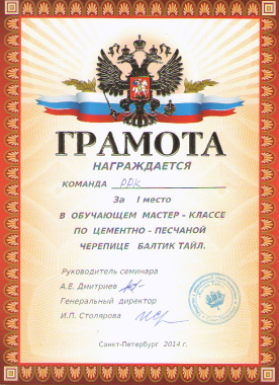 ГРАМОТА
НАГРАЖДАЕТСЯ
КОМАНДА РРК
За I место
В ОБУЧАЮЩЕМ МАСТЕР - КЛАССЕ
ПО ЦЕМЕНТНО - ПЕСЧАНОЙ
ЧЕРЕПИЦЕ БАЛТИК ТАЙЛ.
Руководитель семинара
А.Е. Дмитриев
Генеральный директор
И.П. Столярова
Санкт-Петербург 2014 г.